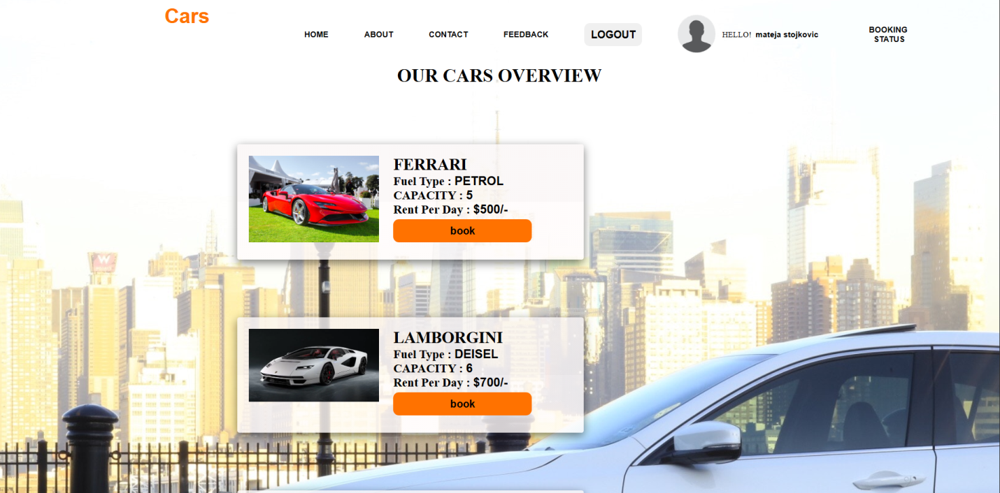 Cars
HOME
ABOUT
CONTACT
FEEDBACK
LOGOUT
HELLO! mateja stojkovic
BOOKING
STATUS
OUR CARS OVERVIEW
FERRARI
Fuel Type : PETROL
CAPACITY : 5
Rent Per Day : $500/-
book
W
LAMBORGINI
Fuel Type : DEISEL
CAPACITY : 6
Rent Per Day : $700/-
book